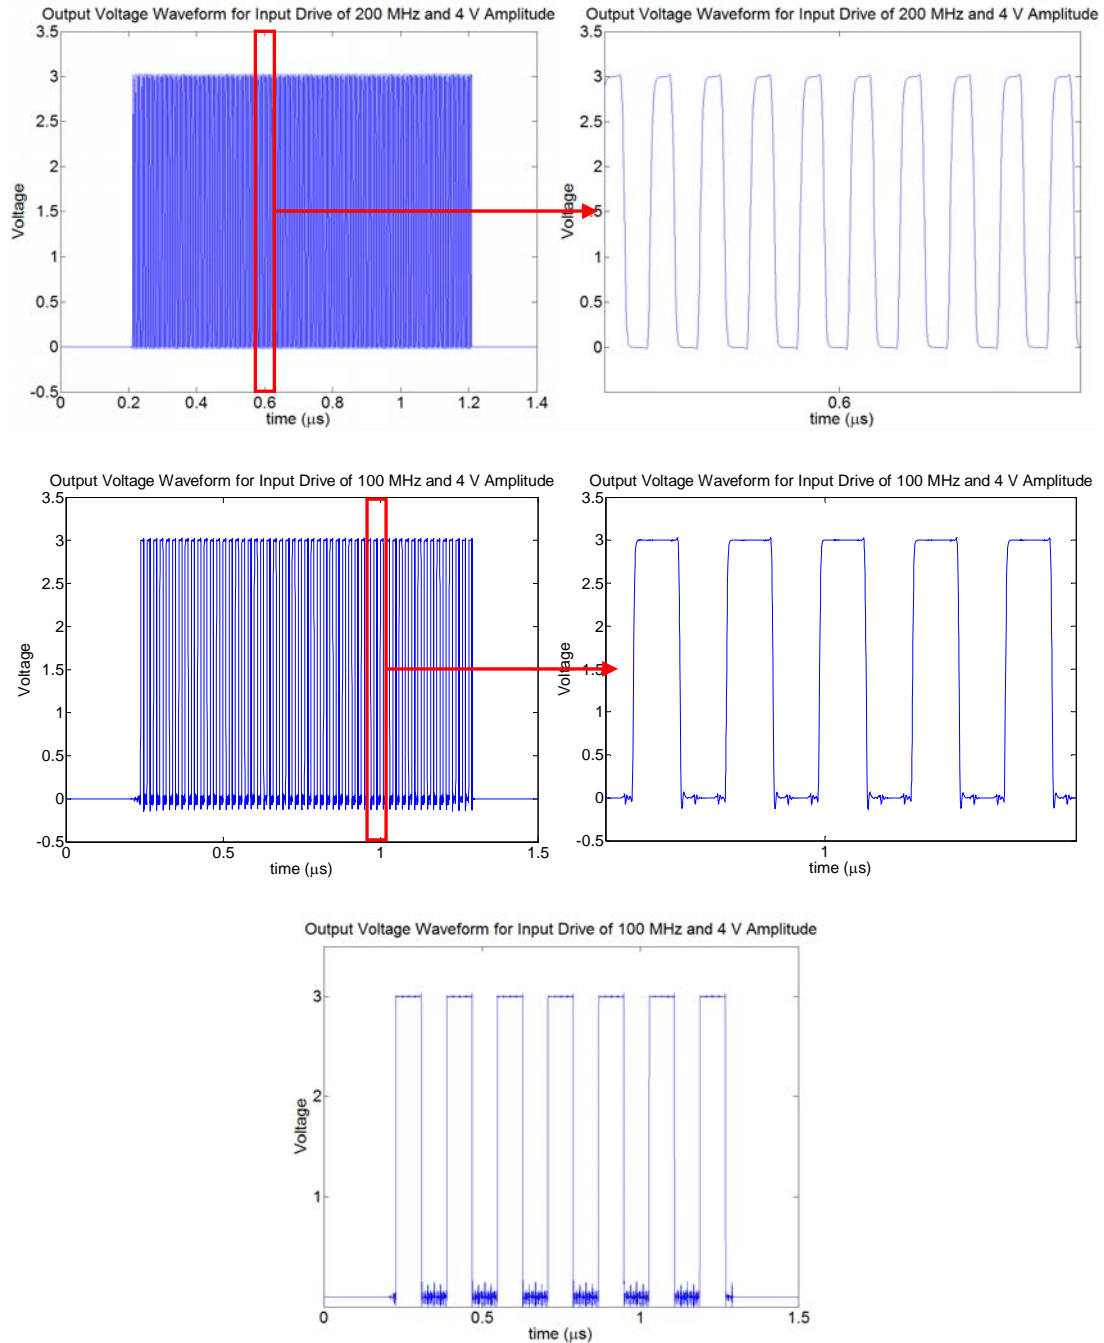 Output Voltage Waveform for Input Drive of 200 MHz and 4 V Amplitude
3.5
3
2.5
2
1.5
1
0.5
0
-0.5
Voltage
0 0.2 0.4 0.6 0.8 1 1.2 1.4
time (μs)
Output Voltage Waveform for Input Drive of 200 MHz and 4 V Amplitude
3.5
3
2.5
2
1.5
1
0.5
0
-0.5
Voltage
0.6
time (μs)
Output Voltage Waveform for Input Drive of 100 MHz and 4 V Amplitude
3.5
3
2.5
2
1.5
1
0.5
0
-0.5
Voltage
0 0.5 1 1.5
time (μs)
Output Voltage Waveform for Input Drive of 100 MHz and 4 V Amplitude
3.5
3
2.5
2
1.5
1
0.5
0
-0.5
Voltage
1
time (μs)
Output Voltage Waveform for Input Drive of 100 MHz and 4 V Amplitude
3
2
1
Voltage
0 0.5 1 1.5
time (μs)